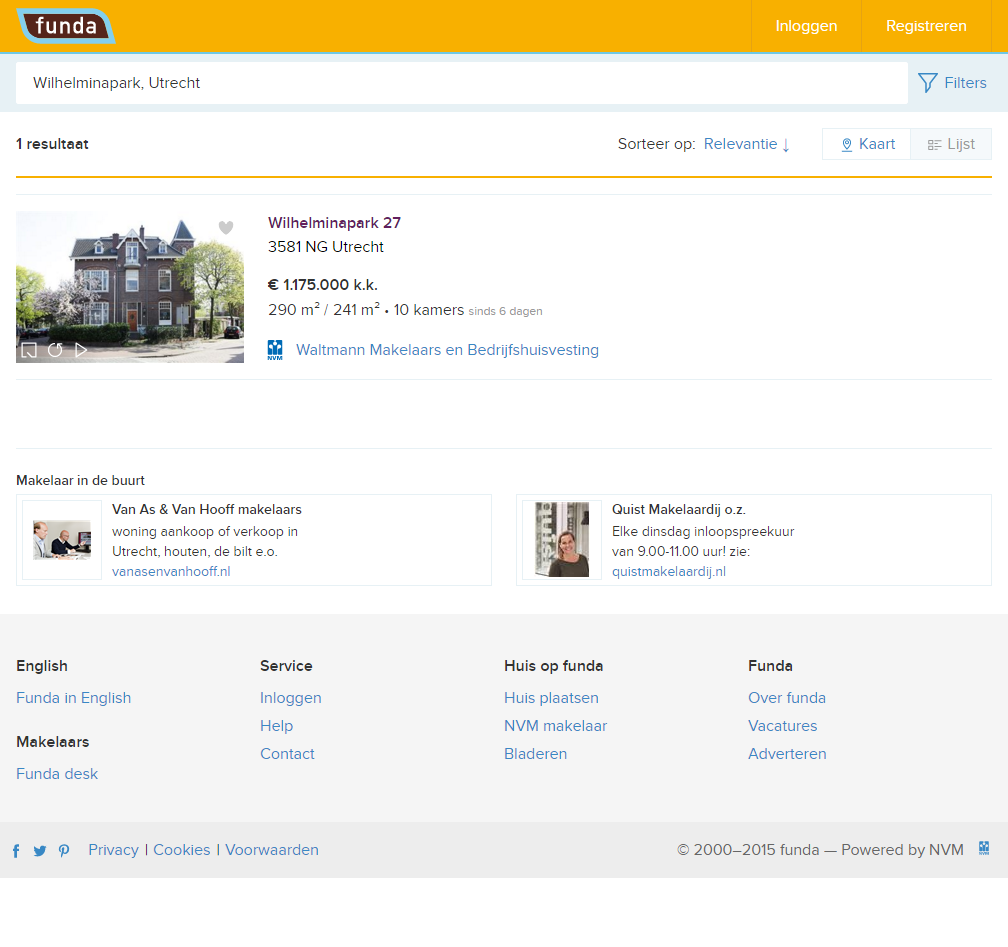 funda
Inloggen
Registreren
Wilhelminapark, Utrecht
Filters
1 resultaat
Sorteer op: Relevantie ↓
Kaart
Lijst
Wilhelminapark 27
3581 NG Utrecht
€ 1.175.000 k.k.
290 m² / 241 m² • 10 kamers sinds 6 dagen
NVM
Waltmann Makelaars en Bedrijfshuisvesting
Makelaar in de buurt
Van As & Van Hooff makelaars
woning aankoop of verkoop in
Utrecht, houten, de bilt e.o.
vanasenvanhooff.nl
Quist Makelaardij o.z.
Elke dinsdag inloopspreekuur
van 9.00-11.00 uur! zie:
quistmakelaardij.nl
English
Funda in English
Makelaars
Funda desk
Service
Inloggen
Help
Contact
Huis op funda
Huis plaatsen
NVM makelaar
Bladeren
Funda
Over funda
Vacatures
Adverteren
Privacy | Cookies | Voorwaarden
© 2000–2015 funda — Powered by NVM